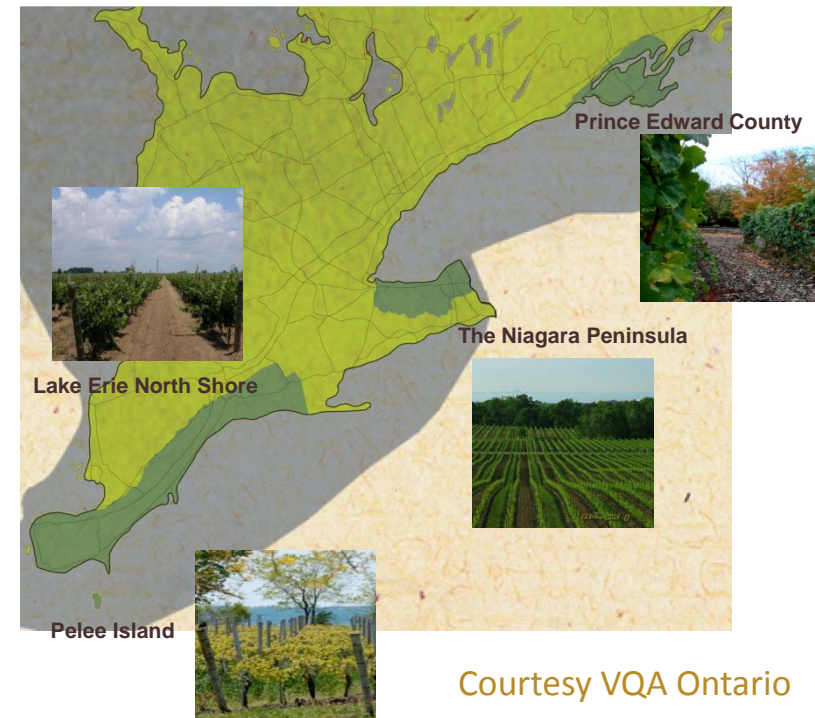 Prince Edward County
The Niagara Peninsula
Lake Erie North Shore
Pelee Island
Courtesy VQA Ontario